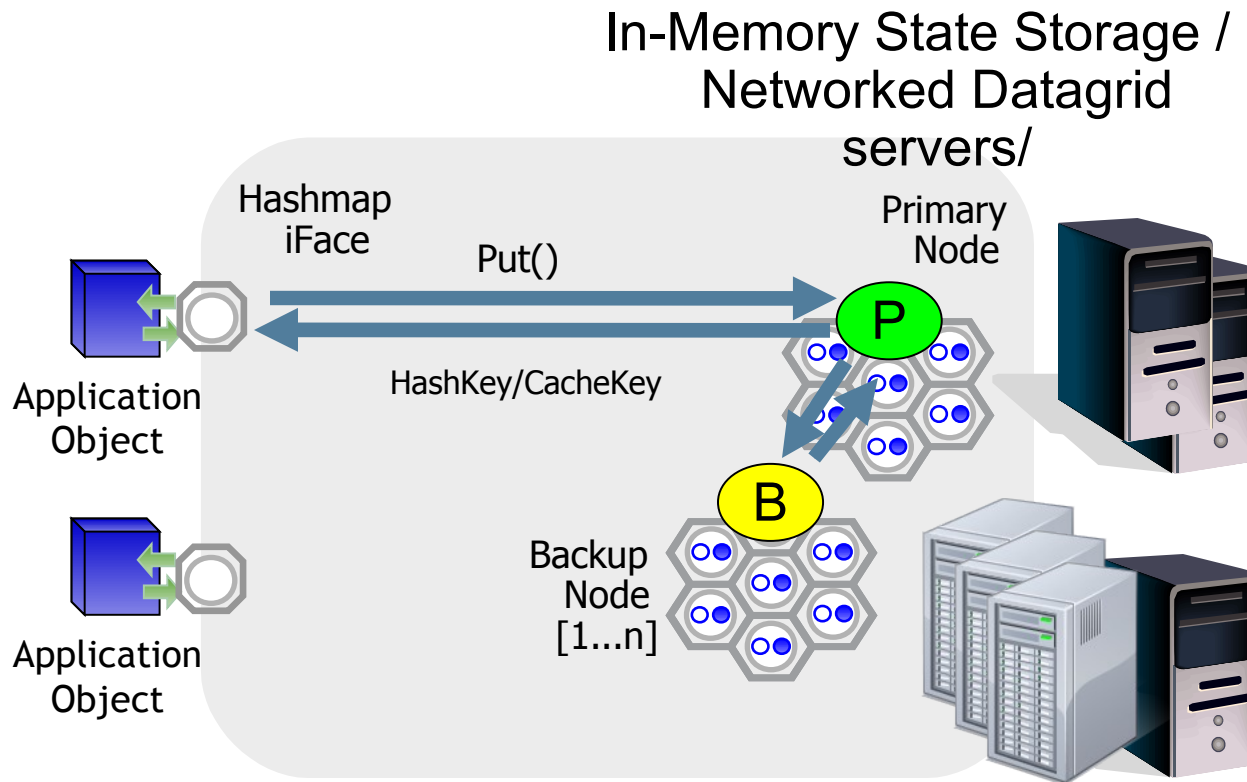 In-Memory State Storage /
Networked Datagrid
servers/
Hashmap
iFace
Primary
Node
Put()
P
HashKey/CacheKey
Application
Object
B
Backup
Node
[1...n]
Application
Object